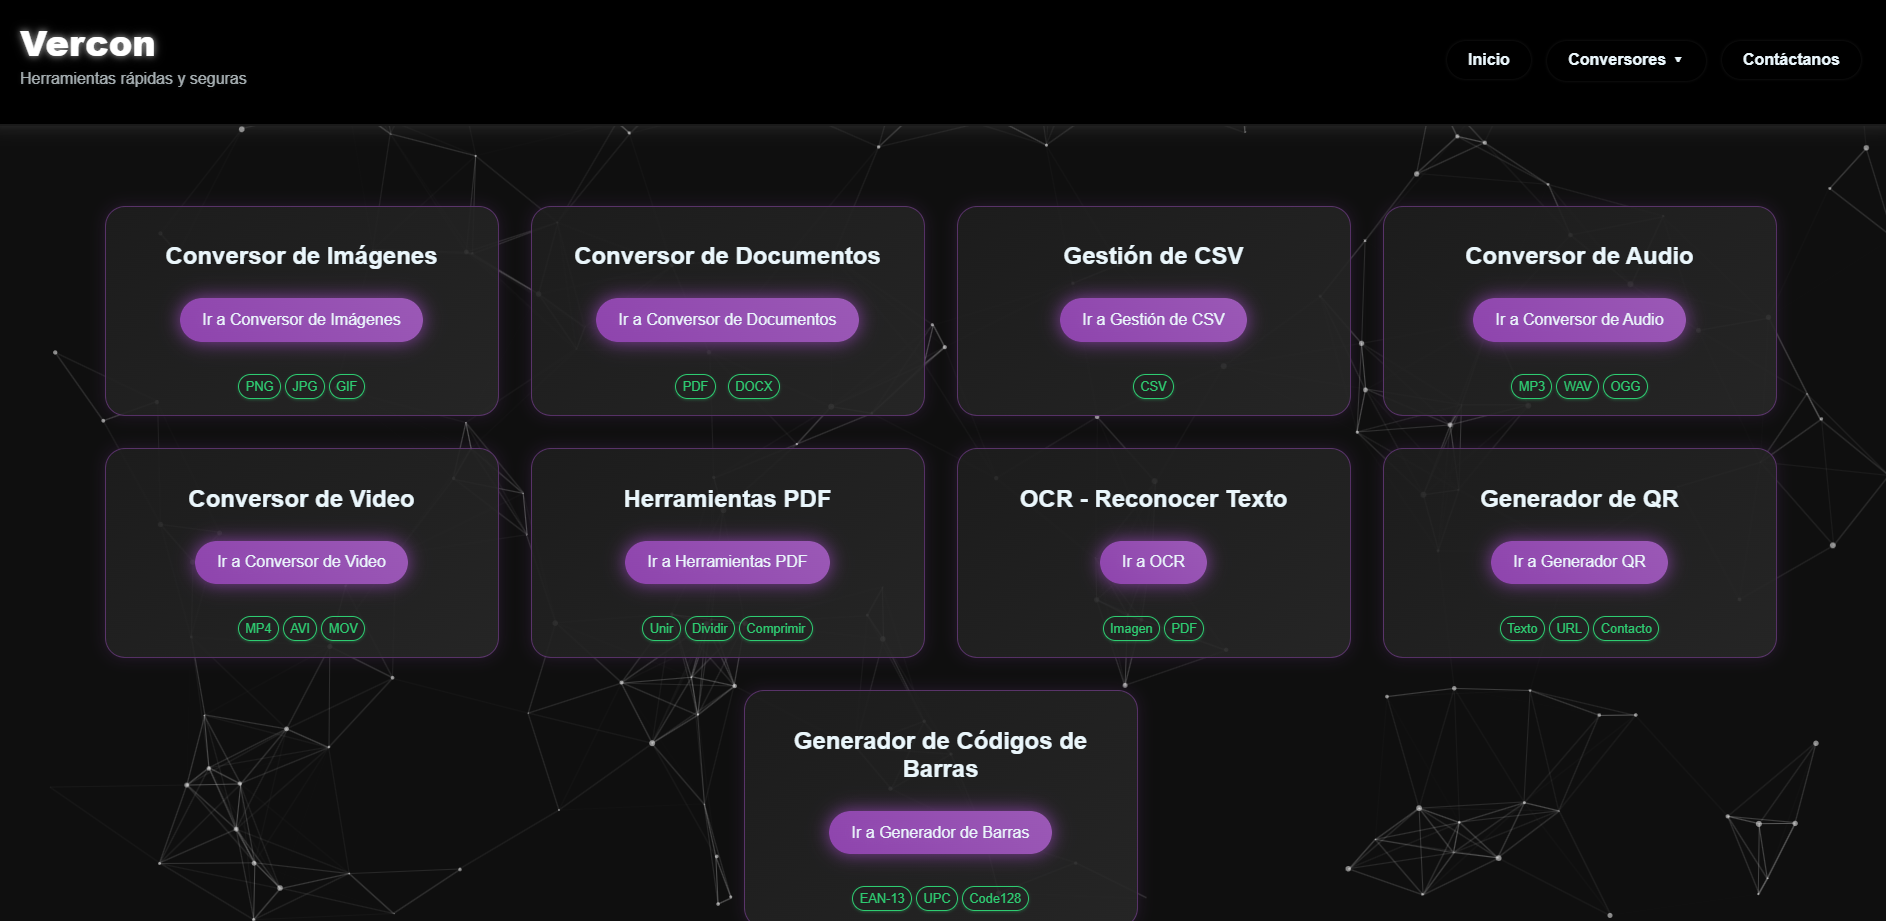 Vercon
Herramientas rápidas y seguras
Inicio
Conversores ▼
Contáctanos
Conversor de Imágenes
Ir a Conversor de Imágenes
PNG JPG GIF
Conversor de Documentos
Ir a Conversor de Documentos
PDF DOCX
Gestión de CSV
Ir a Gestión de CSV
CSV
Conversor de Audio
Ir a Conversor de Audio
MP3 WAV OGG
Conversor de Video
Ir a Conversor de Video
MP4 AVI MOV
Herramientas PDF
Ir a Herramientas PDF
Unir Dividir Comprimir
OCR - Reconocer Texto
Ir a OCR
Imagen PDF
Generador de QR
Ir a Generador QR
Texto URL Contacto
Generador de Códigos de
Barras
Ir a Generador de Barras
EAN-13 UPC Code128